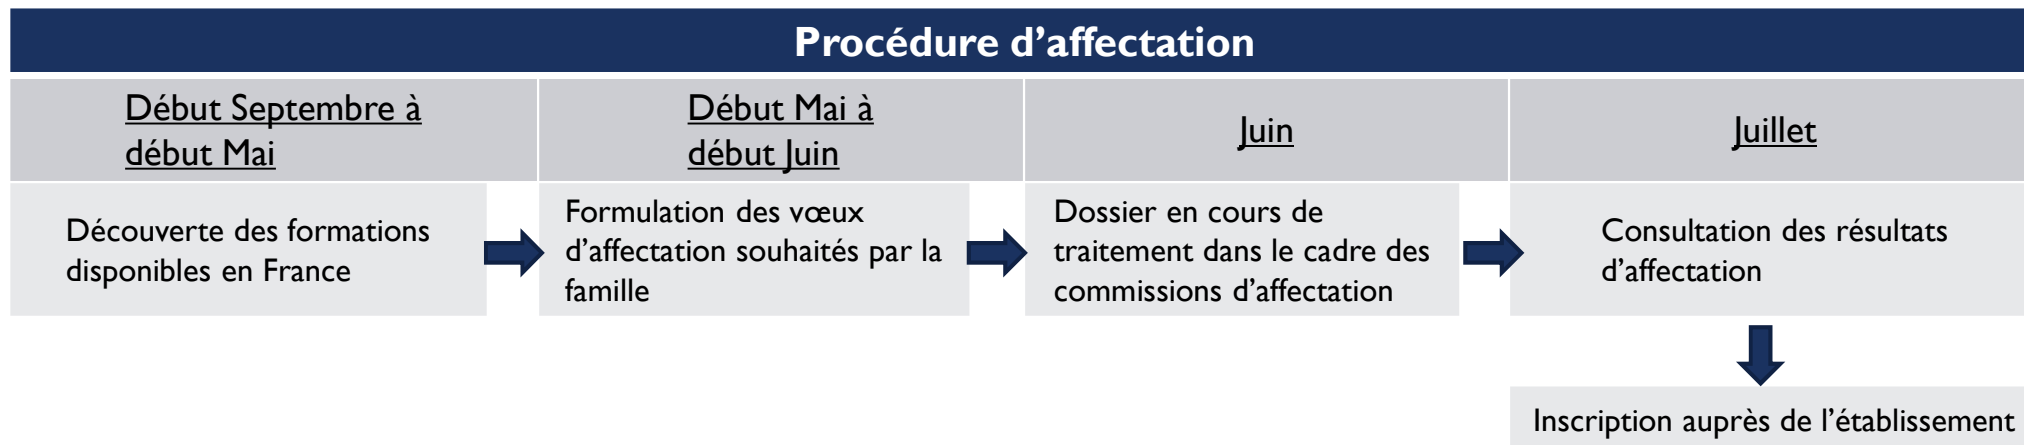 Procédure d’affectation
Début Septembre à
début Mai
Début Mai à
début Juin
Juin
Juillet
Découverte des formations
disponibles en France
Formulation des vœux
d’affectation souhaités par la
famille
Dossier en cours de
traitement dans le cadre des
commissions d’affectation
Consultation des résultats
d’affectation
Inscription auprès de l’établissement